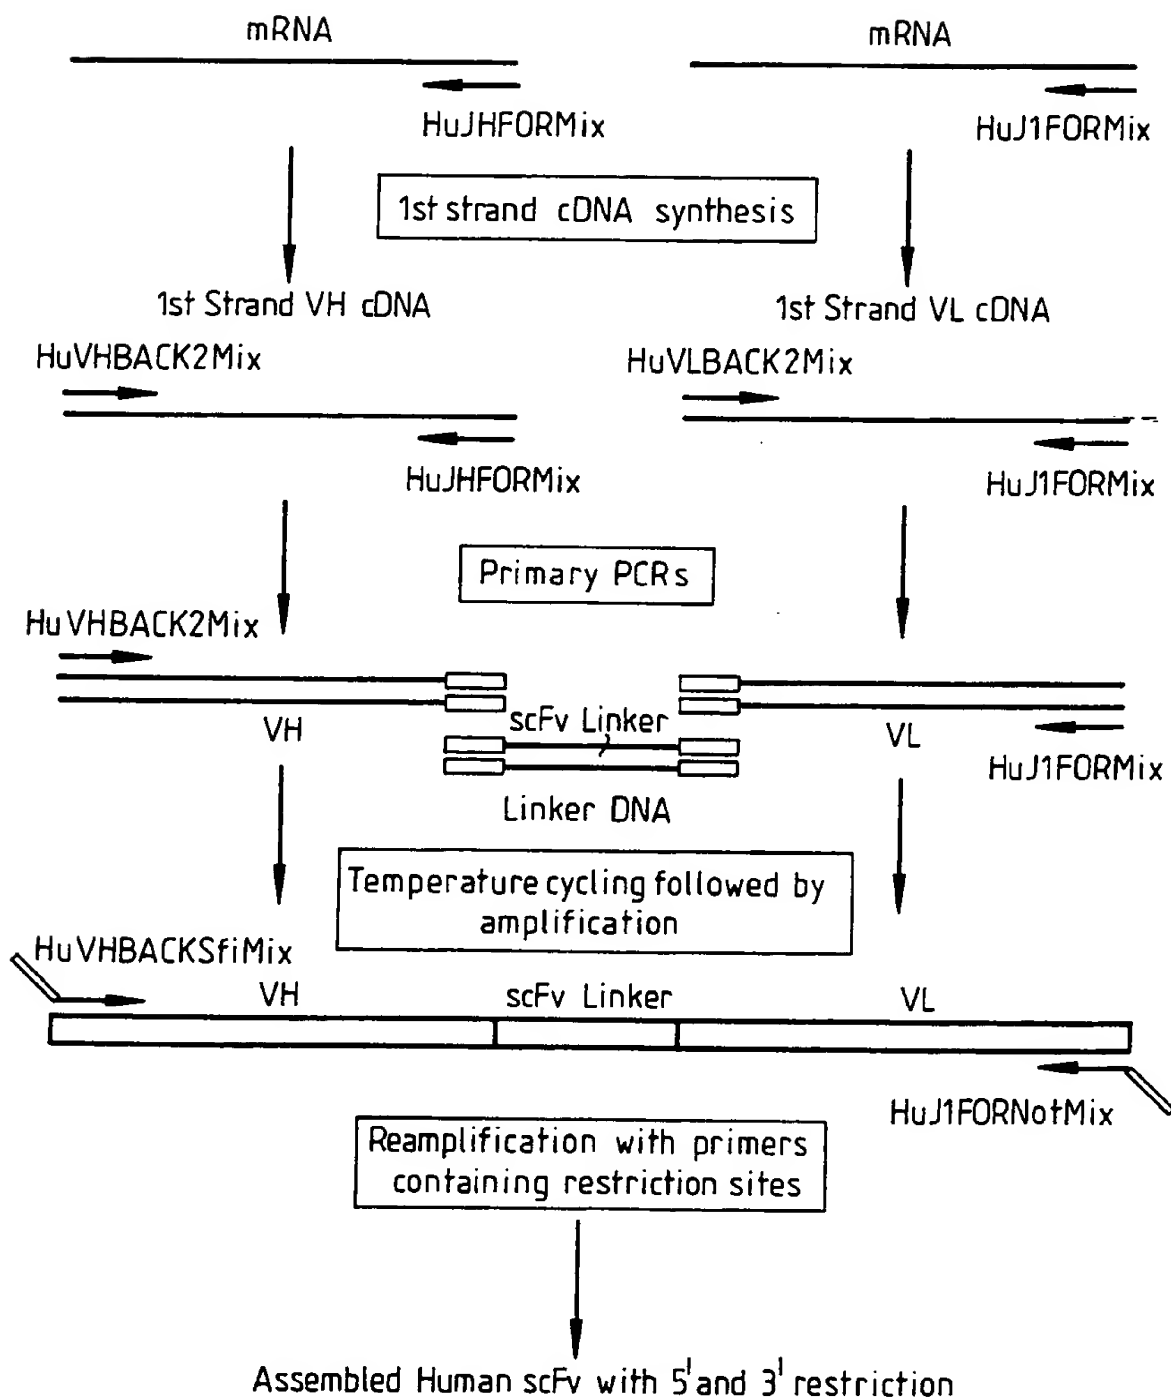 mRNA
mRNA
HuJHFORMix
HuJ1FORMix
1st strand cDNA synthesis
1st Strand VH cDNA
1st Strand VL cDNA
HuVHBACK2Mix
HuVLBACK2Mix
HuJHFORMix
HuJ1FORMix
Primary PCRs
HuVHBACK2Mix
VH
scFv Linker
VL
HuJ1FORMix
Linker DNA
Temperature cycling followed by
amplification
HuVHBACKSfiMix
VH
scFv Linker
VL
HuJ1FORNotMix
Reamplification with primers
containing restriction sites
Assembled Human scFv with 5' and 3' restriction